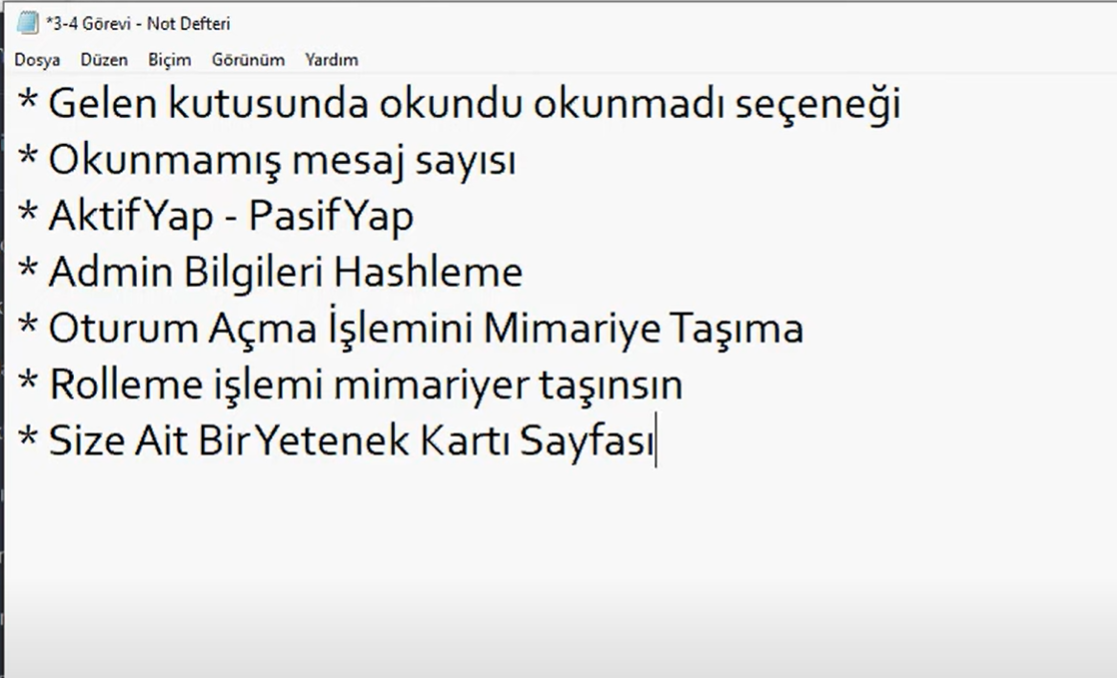 *3-4 Görevi - Not Defteri
Dosya Düzen Biçim Görünüm Yardım
* Gelen kutusunda okundu okunmadı seçeneği
* Okunmamış mesaj sayısı
* Aktif Yap - Pasif Yap
* Admin Bilgileri Hashleme
* Oturum Açma İşlemini Mimariye Taşıma
* Rolleme işlemi mimariyer taşınsın
* Size Ait Bir Yetenek Kartı Sayfası